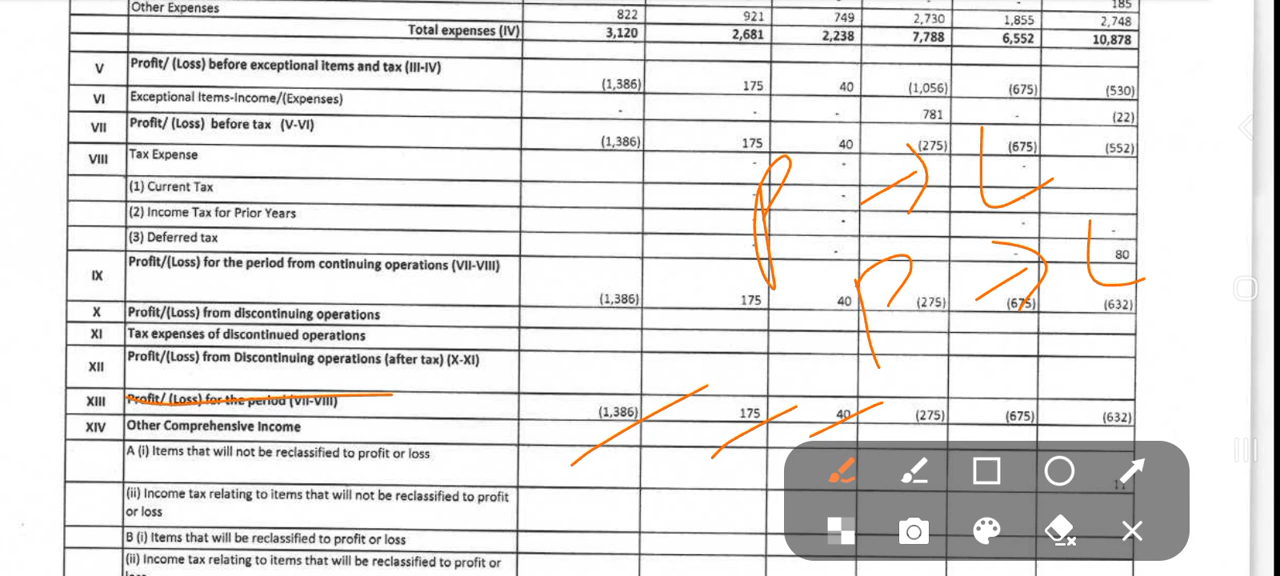 185
Other Expenses 822 921 749 2,730 1,855 2,748
Total expenses (IV) 3,120 2,681 2,238 7,788 6,552 10,878
V Profit/ (Loss) before exceptional items and tax (III-IV) (1,386) 175 40 (1,056) (675) (530)
VI Exceptional Items-Income/(Expenses) - - - 781 - (22)
VII Profit/ (Loss) before tax (V-VI) (1,386) 175 40 (275) (675) (552)
VIII Tax Expense - -
(1) Current Tax -
(2) Income Tax for Prior Years - -
(3) Deferred tax - - - 80
IX Profit/(Loss) for the period from continuing operations (VII-VIII) (1,386) 175 40 (275) (675) (632)
X Profit/(Loss) from discontinuing operations
XI Tax expenses of discontinued operations
XII Profit/(Loss) from Discontinuing operations (after tax) (X-XI)
XIII Profit/ (Loss) for the period (VII-VIII) (1,386) 175 40 (275) (675) (632)
XIV Other Comprehensive Income
A (i) Items that will not be reclassified to profit or loss
(ii) Income tax relating to items that will not be reclassified to profit
or loss
B (i) Items that will be reclassified to profit or loss
(ii) Income tax relating to items that will be reclassified to profit or
P → L
P → L